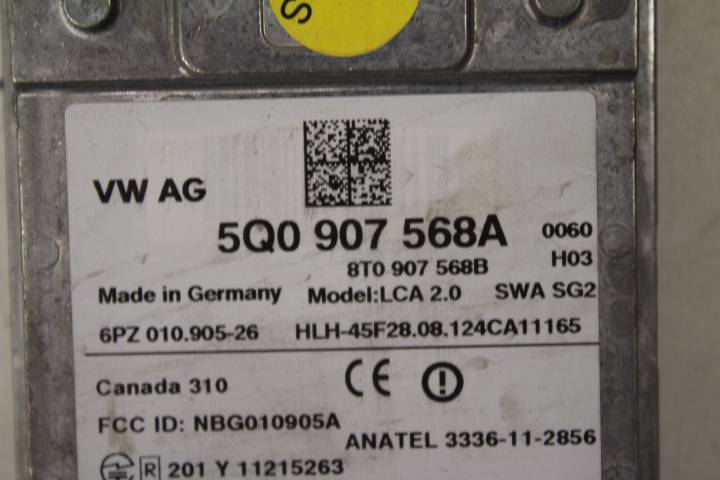 S
VW AG
5Q0 907 568A 0060
8T0 907 568B H03
Made in Germany Model:LCA 2.0 SWA SG2
6PZ 010.905-26 HLH-45F28.08.124CA11165
Canada 310 CE
FCC ID: NBG010905A
ANATEL 3336-11-2856
R 201 Y 11215263